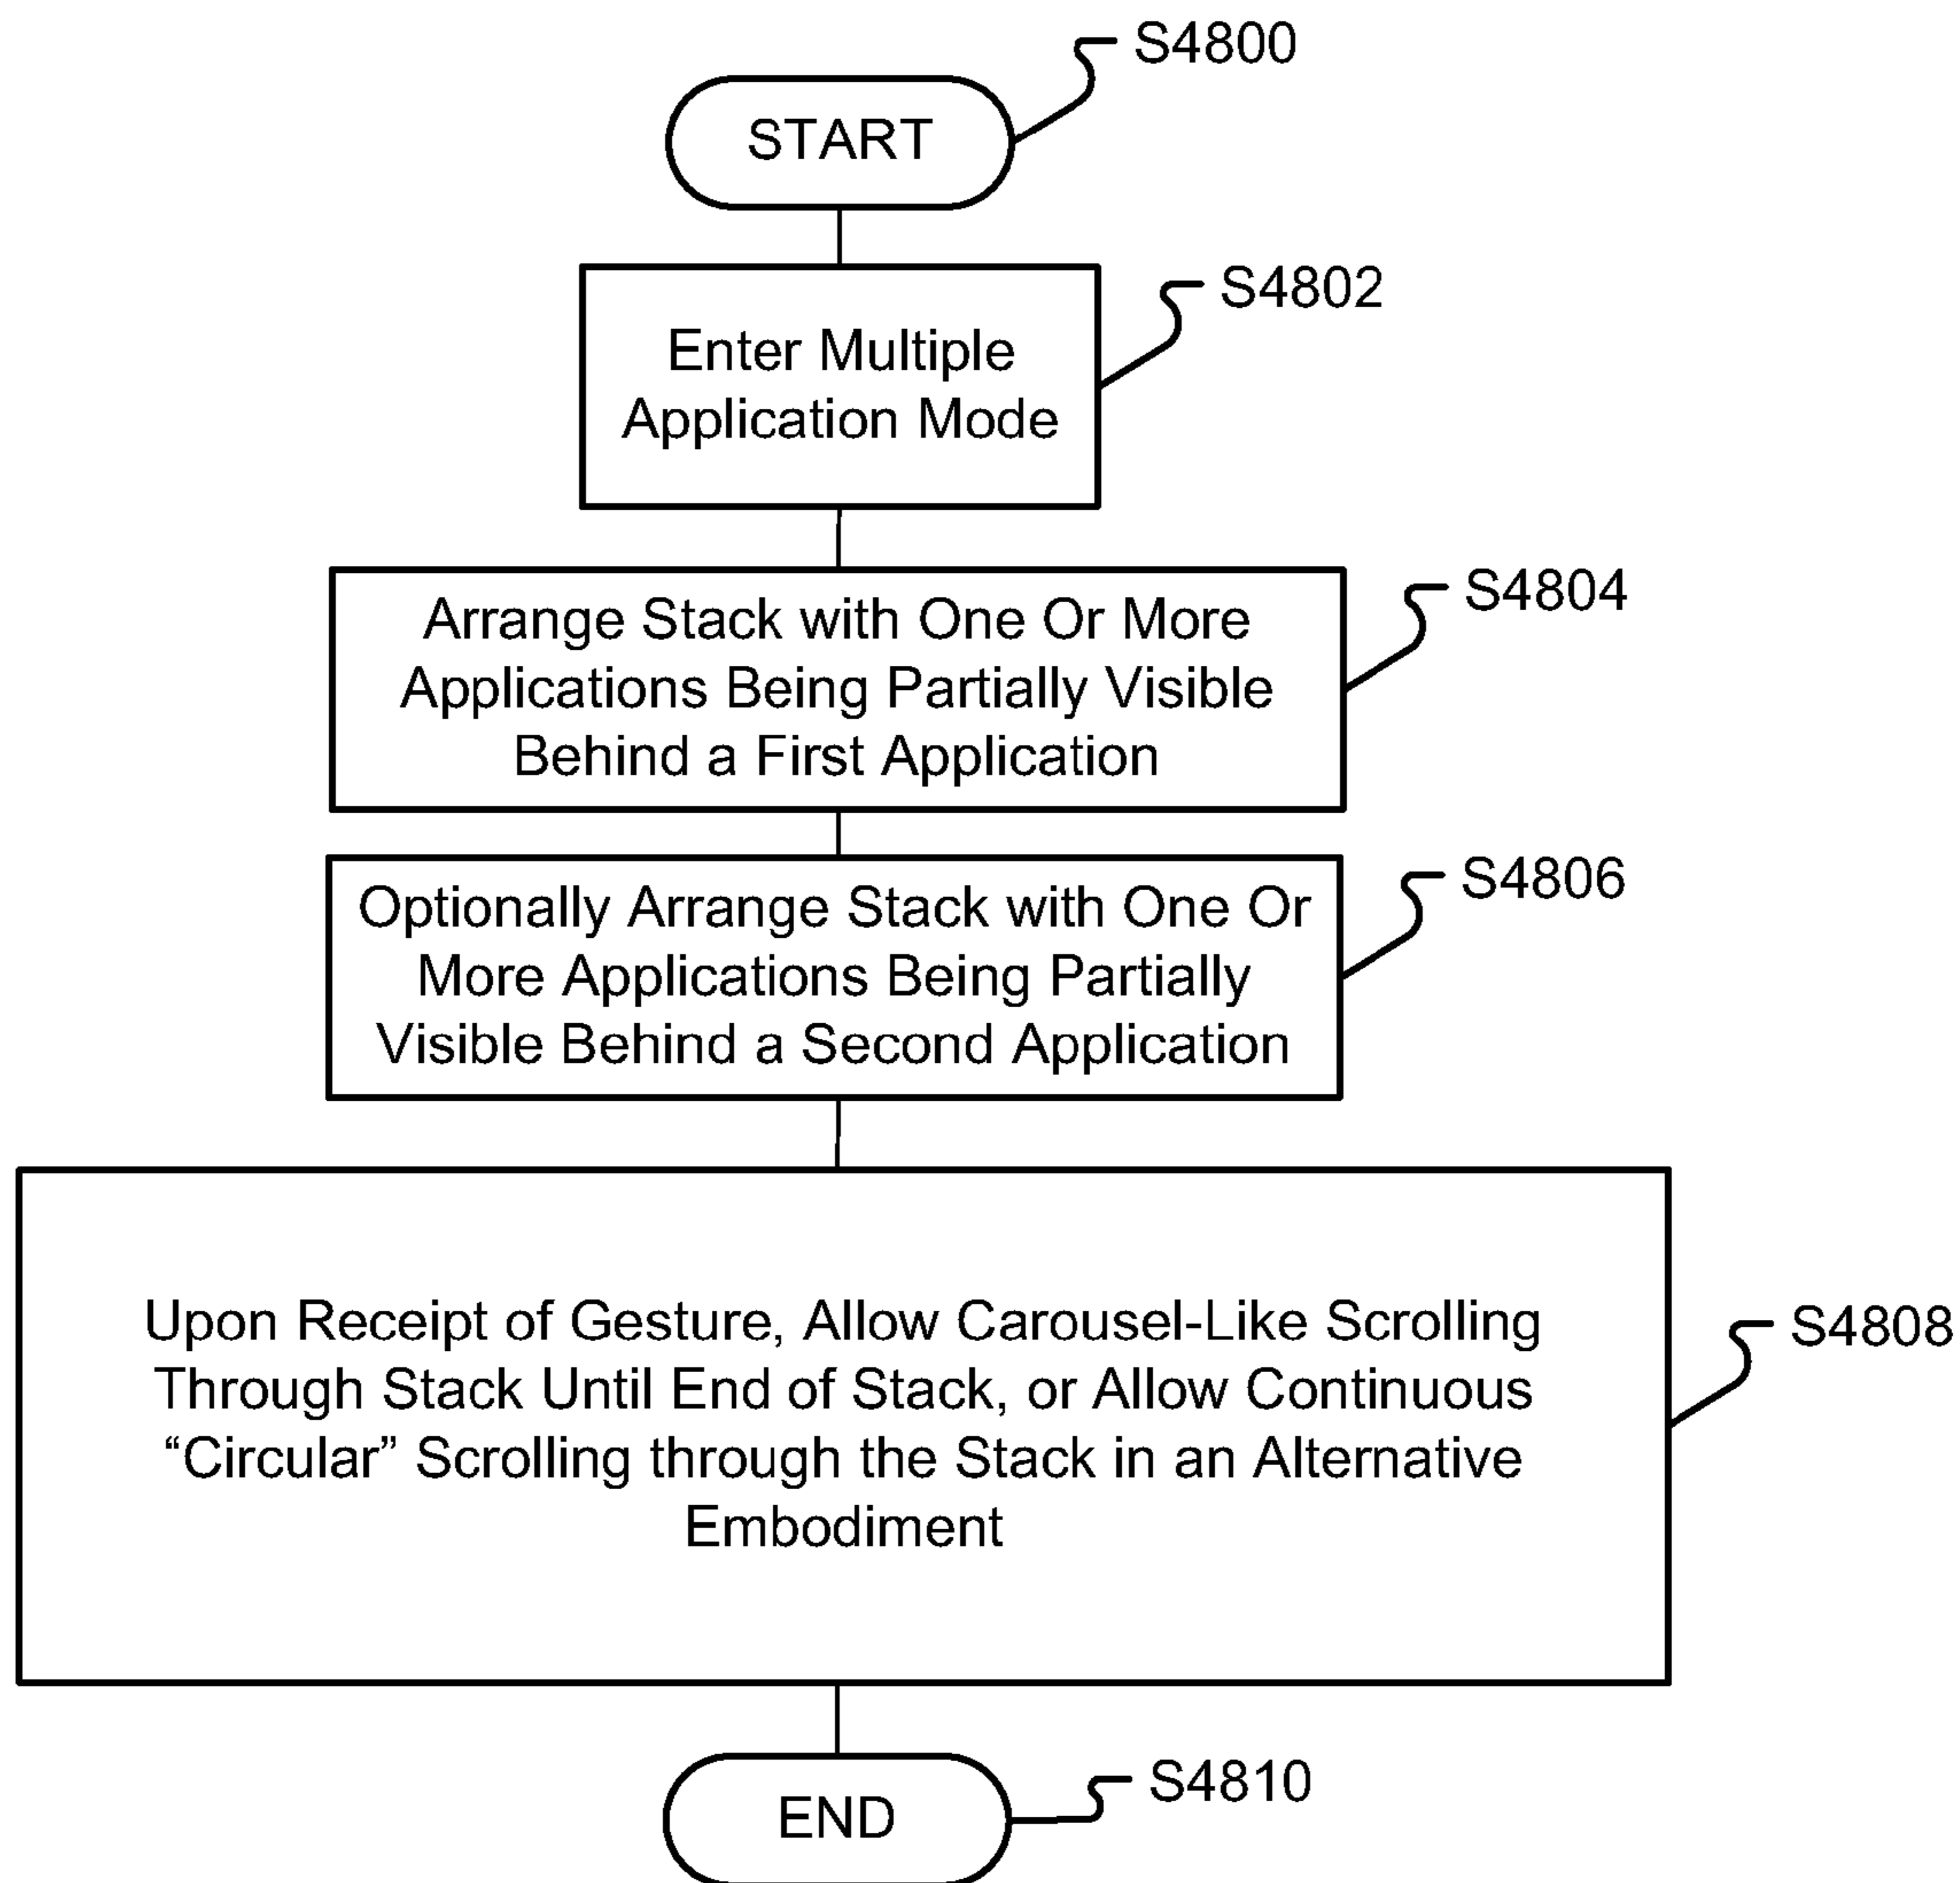 S4800
START
S4802
Enter Multiple
Application Mode
S4804
Arrange Stack with One Or More
Applications Being Partially Visible
Behind a First Application
S4806
Optionally Arrange Stack with One Or
More Applications Being Partially
Visible Behind a Second Application
S4808
Upon Receipt of Gesture, Allow Carousel-Like Scrolling
Through Stack Until End of Stack, or Allow Continuous
“Circular” Scrolling through the Stack in an Alternative
Embodiment
S4810
END